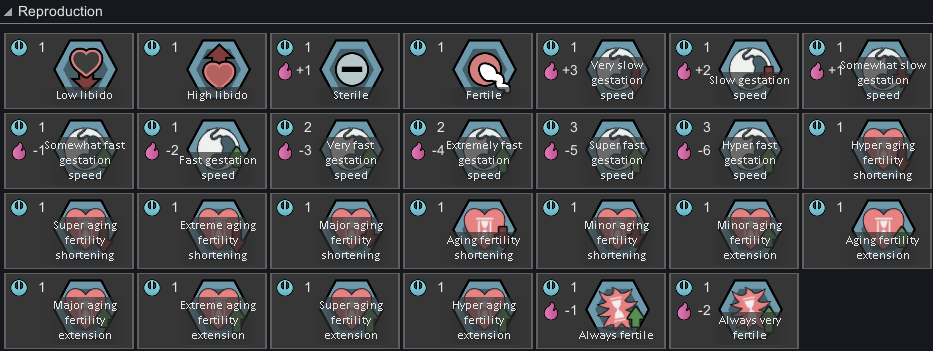 Reproduction
1
Low libido
1
High libido
1
+1
Sterile
1
Fertile
1
+3
Very slow
gestation
speed
1
+2
Slow gestation
speed
1
+1
Somewhat slow
gestation
speed
1
-1
Somewhat fast
gestation
speed
1
-2
Fast gestation
speed
2
-3
Very fast
gestation
speed
2
-4
Extremely fast
gestation
speed
3
-5
Super fast
gestation
speed
3
-6
Hyper fast
gestation
speed
1
Hyper aging
fertility
shortening
1
Super aging
fertility
shortening
1
Extreme aging
fertility
shortening
1
Major aging
fertility
shortening
1
Aging fertility
shortening
1
Minor aging
fertility
shortening
1
Minor aging
fertility
extension
1
Aging fertility
extension
1
Major aging
fertility
extension
1
Extreme aging
fertility
extension
1
Super aging
fertility
extension
1
Hyper aging
fertility
extension
1
-1
Always fertile
1
-2
Always very
fertile